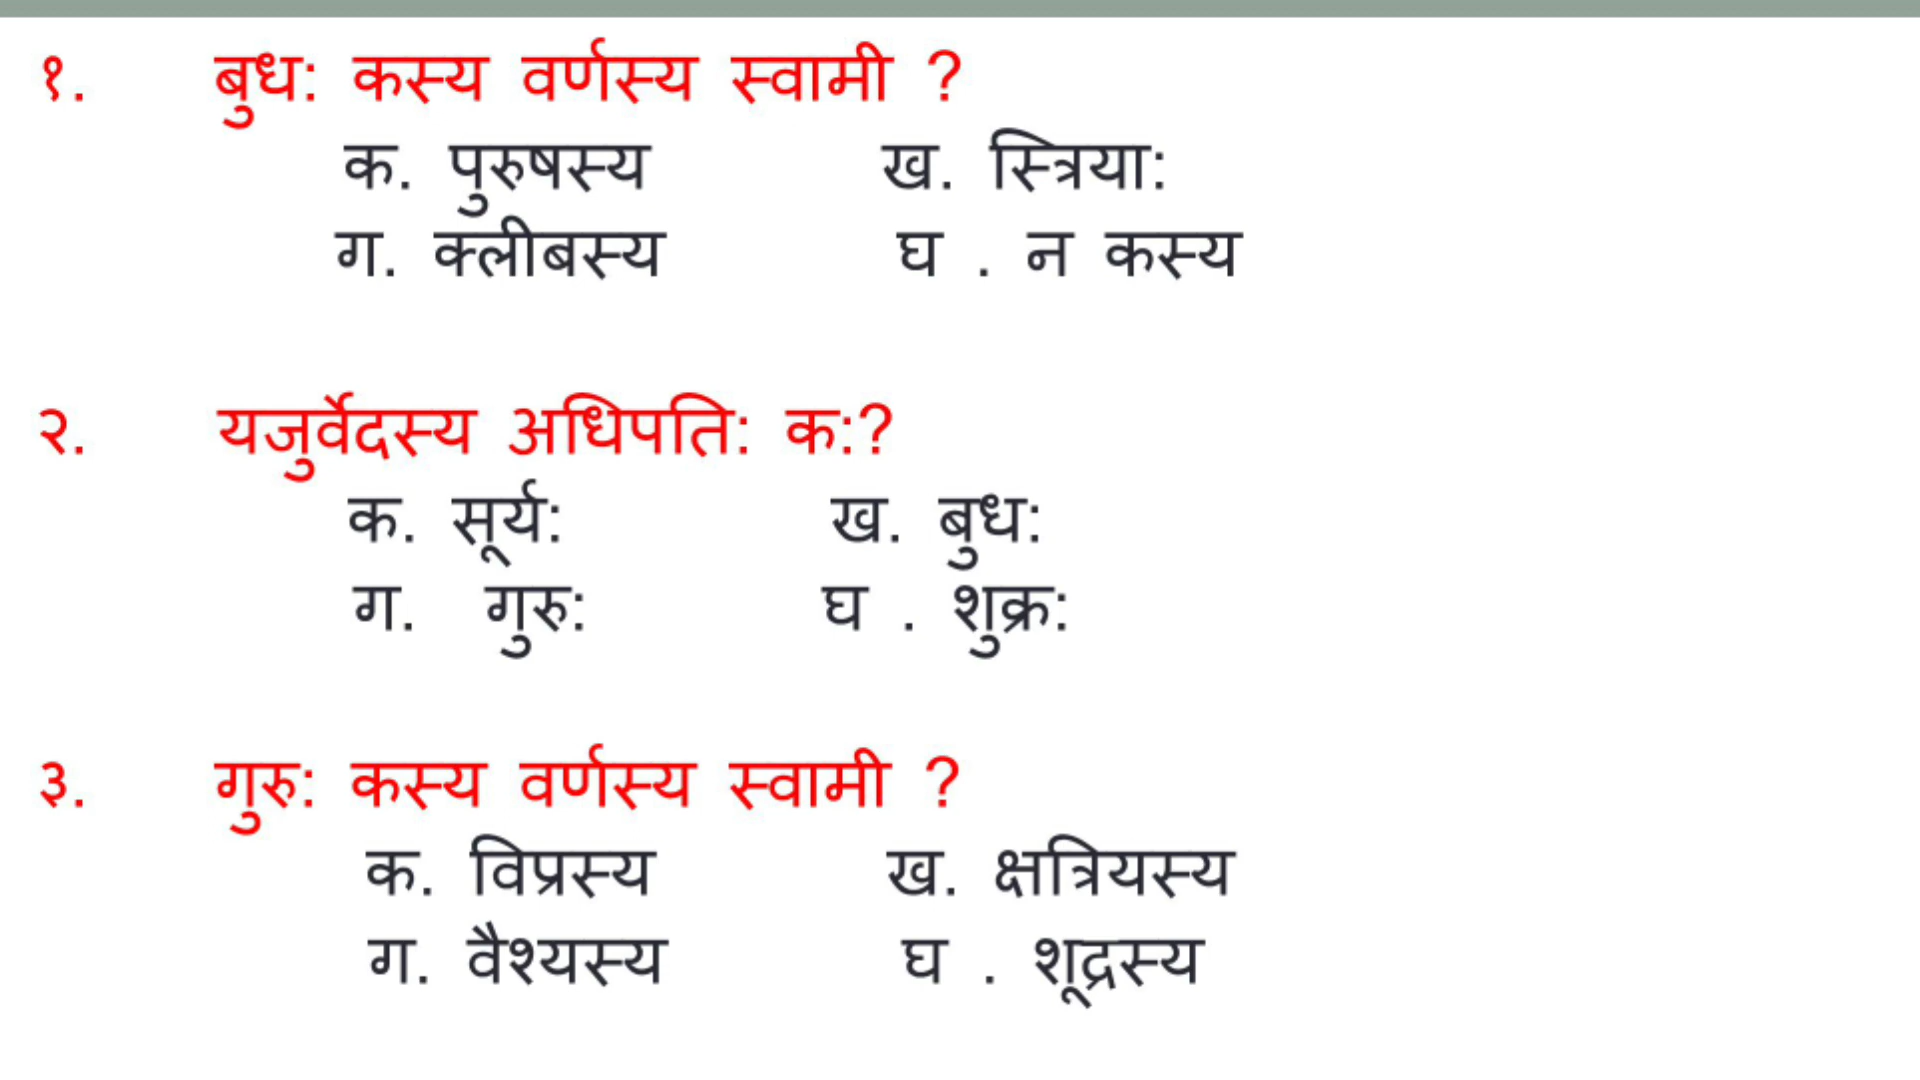 १. बुध: कस्य वर्णस्य स्वामी ?
क. पुरुषस्य ख. स्त्रिया:
ग. क्लीबस्य घ . न कस्य
२. यजुर्वेदस्य अधिपति: क:?
क. सूर्य: ख. बुध:
ग. गुरु: घ . शुक्र:
३. गुरु: कस्य वर्णस्य स्वामी ?
क. विप्रस्य ख. क्षत्रियस्य
ग. वैश्यस्य घ . शूद्रस्य